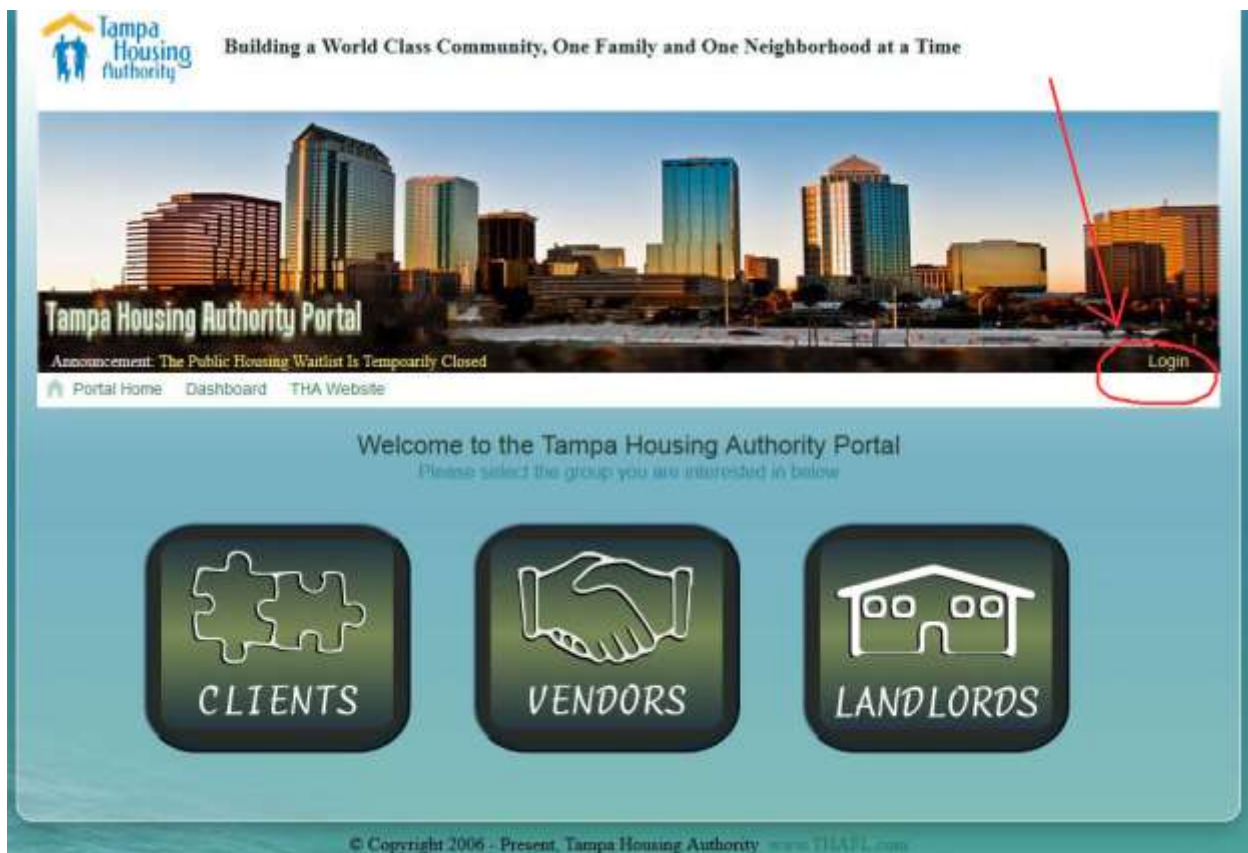 Tampa
Housing
Authority
Building a World Class Community, One Family and One Neighborhood at a Time
Tampa Housing Authority Portal
Announcement: The Public Housing Waitlist Is Tempoarily Closed
Login
Portal Home Dashboard THA Website
Welcome to the Tampa Housing Authority Portal
Please select the group you are interested in below
CLIENTS
VENDORS
LANDLORDS
© Copyright 2006 - Present, Tampa Housing Authority www.THAFL.com